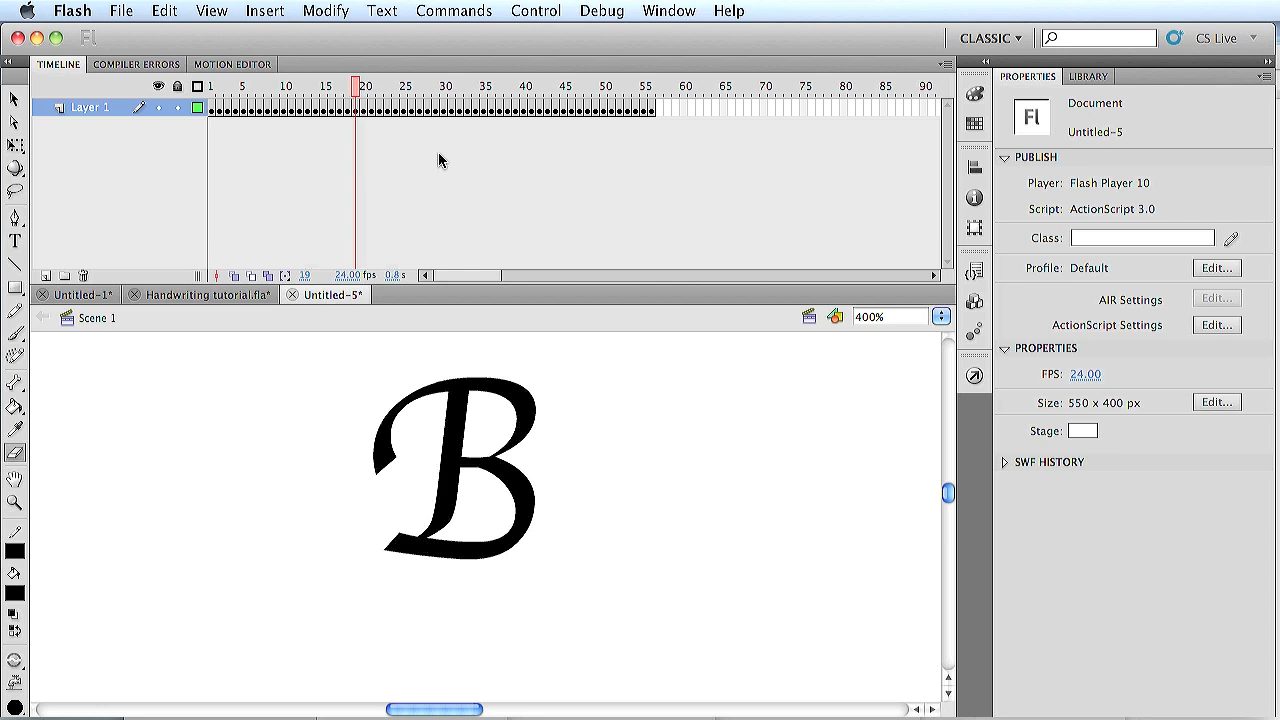 Flash File Edit View Insert Modify Text Commands Control Debug Window Help
Fl CLASSIC CS Live
TIMELINE COMPILER ERRORS MOTION EDITOR
PROPERTIES LIBRARY
1 5 10 15 20 25 30 35 40 45 50 55 60 65 70 75 80 85 90
Layer 1
Fl
Document
Untitled-5
PUBLISH
Player: Flash Player 10
Script: ActionScript 3.0
Class:
Profile: Default Edit...
AIR Settings Edit...
ActionScript Settings Edit...
PROPERTIES
FPS: 24.00
Size: 550 x 400 px Edit...
Stage:
SWF HISTORY
19 24.00 fps 0.8 s
Untitled-1* Handwriting tutorial.fla* Untitled-5*
Scene 1 400%
T
B